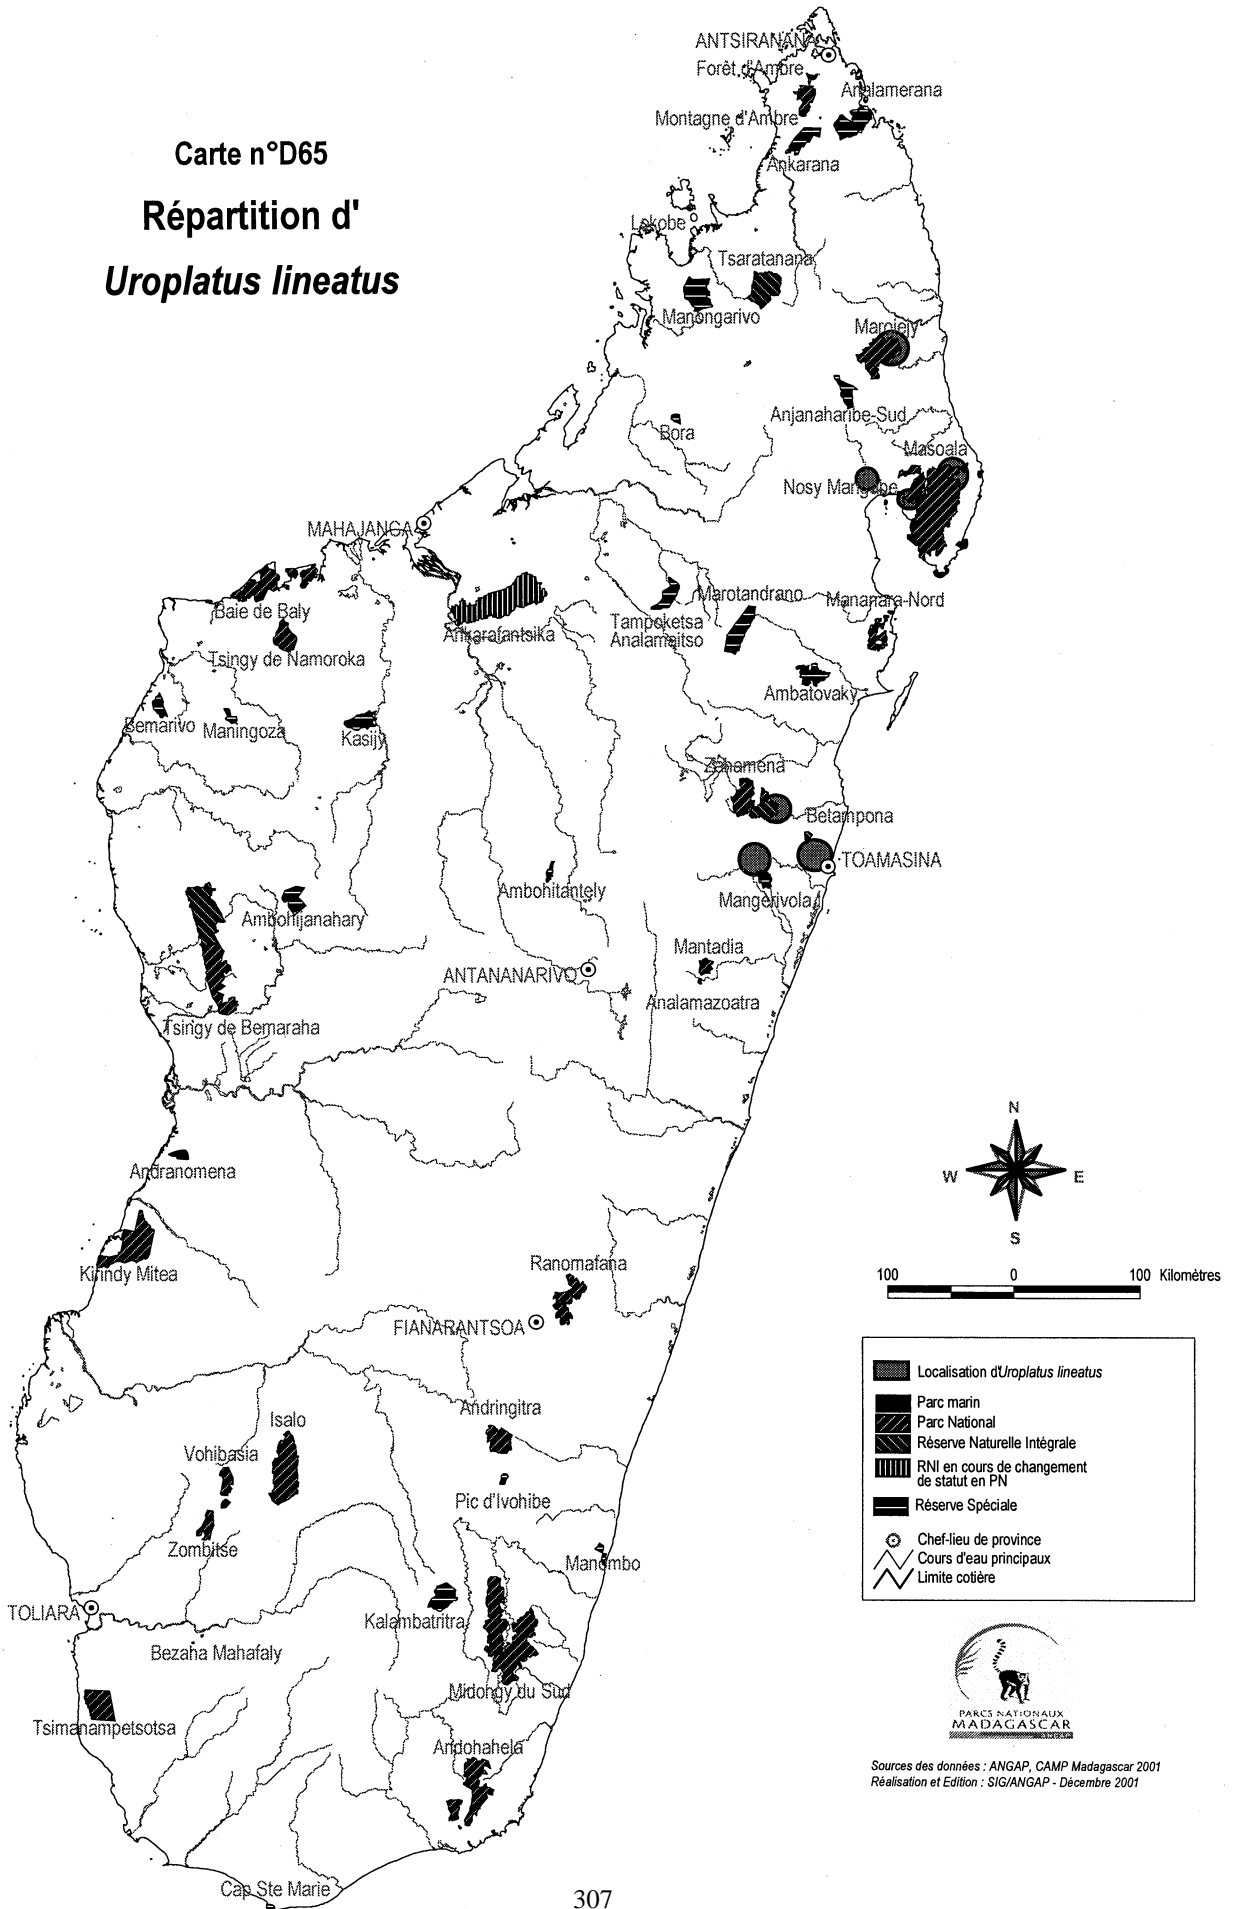 Carte n°D65
Répartition d'
Uroplatus lineatus
ANTSIRANANA
Forêt d'Ambre
Analamerana
Montagne d'Ambre
Ankarana
Lokobe
Tsaratanana
Manongarivo
Marojejy
Anjanaharibe-Sud
Bora
Masoala
Nosy Mangabe
MAHAJANGA
Baie de Baly
Ankarafantsika
Tampoketsa
Analamaitso
Marotandrano
Mananara-Nord
Tsingy de Namoroka
Ambatovaky
Bemarivo
Maningoza
Kasijy
Zahamena
Betampona
TOAMASINA
Ambohitantely
Mangerivola
Ambohijanahary
Mantadia
ANTANANARIVO
Analamazoatra
Tsingy de Bemaraha
N
W
E
S
Andranomena
Kirindy Mitea
Ranomafana
100
0
100 Kilomètres
FIANARANTSOA
Localisation d'Uroplatus lineatus
Parc marin
Parc National
Réserve Naturelle Intégrale
RNI en cours de changement
de statut en PN
Réserve Spéciale
Chef-lieu de province
Cours d'eau principaux
Limite cotière
Isalo
Andringitra
Vohibasia
Pic d'Ivohibe
Zombitse
Manombo
TOLIARA
Kalambatritra
Bezaha Mahafaly
Midongy du Sud
Tsimanampetsotsa
Andohahela
PARCS NATIONAUX
MADAGASCAR
ANGAP
Sources des données : ANGAP, CAMP Madagascar 2001
Réalisation et Edition : SIG/ANGAP - Décembre 2001
Cap Ste Marie
307